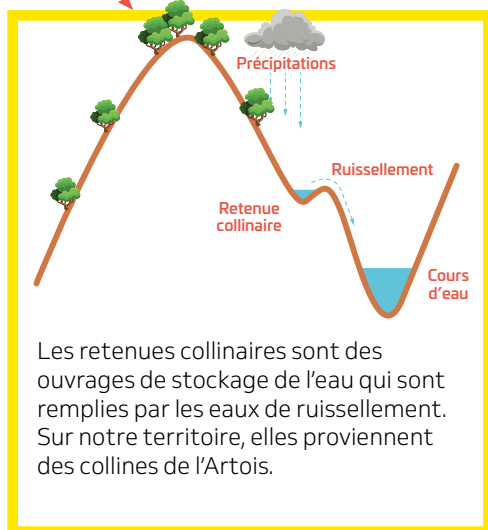 Précipitations
Ruissellement
Retenue
collinaire
Cours
d'eau
Les retenues collinaires sont des
ouvrages de stockage de l'eau qui sont
remplies par les eaux de ruissellement.
Sur notre territoire, elles proviennent
des collines de l'Artois.